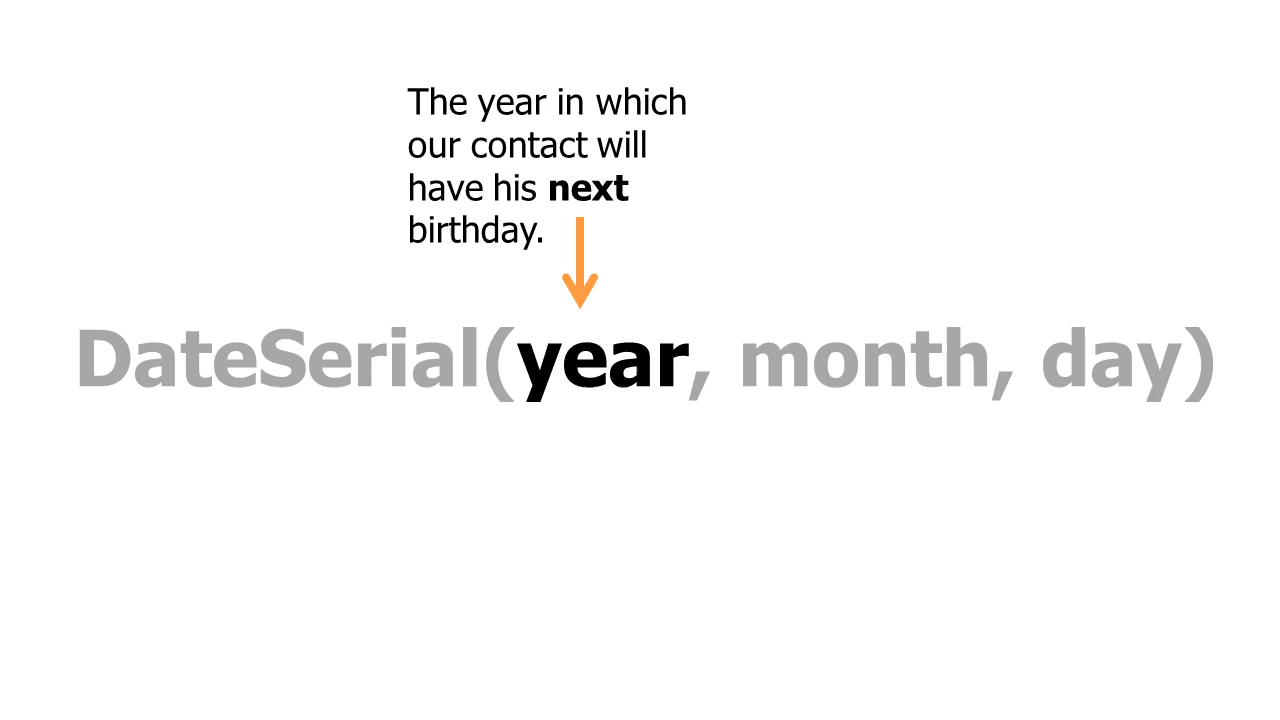 The year in which
our contact will
have his next
birthday.
DateSerial(year, month, day)